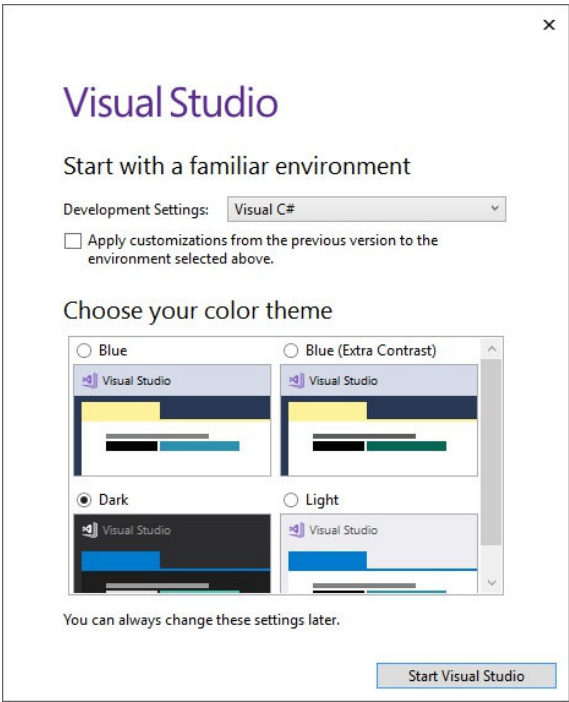 Visual Studio
Start with a familiar environment
Development Settings: Visual C#
Apply customizations from the previous version to the
environment selected above.
Choose your color theme
Blue
Blue (Extra Contrast)
Visual Studio
Visual Studio
Dark
Light
Visual Studio
Visual Studio
You can always change these settings later.
Start Visual Studio